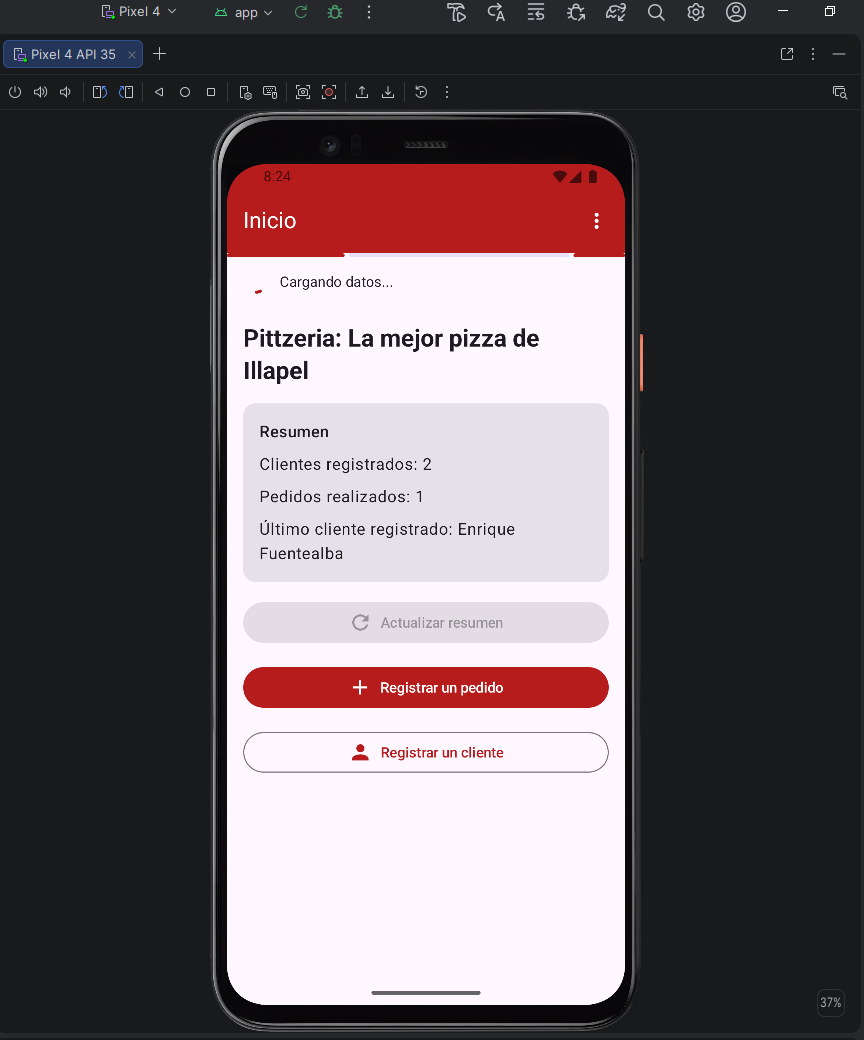 Pixel 4
app
Pixel 4 API 35
8:24
Inicio
Cargando datos...
Pittzeria: La mejor pizza de
Illapel
Resumen
Clientes registrados: 2
Pedidos realizados: 1
Último cliente registrado: Enrique
Fuentealba
Actualizar resumen
Registrar un pedido
Registrar un cliente
37%